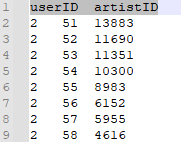 1 userID artistID
2 2 51 13883
3 2 52 11690
4 2 53 11351
5 2 54 10300
6 2 55 8983
7 2 56 6152
8 2 57 5955
9 2 58 4616